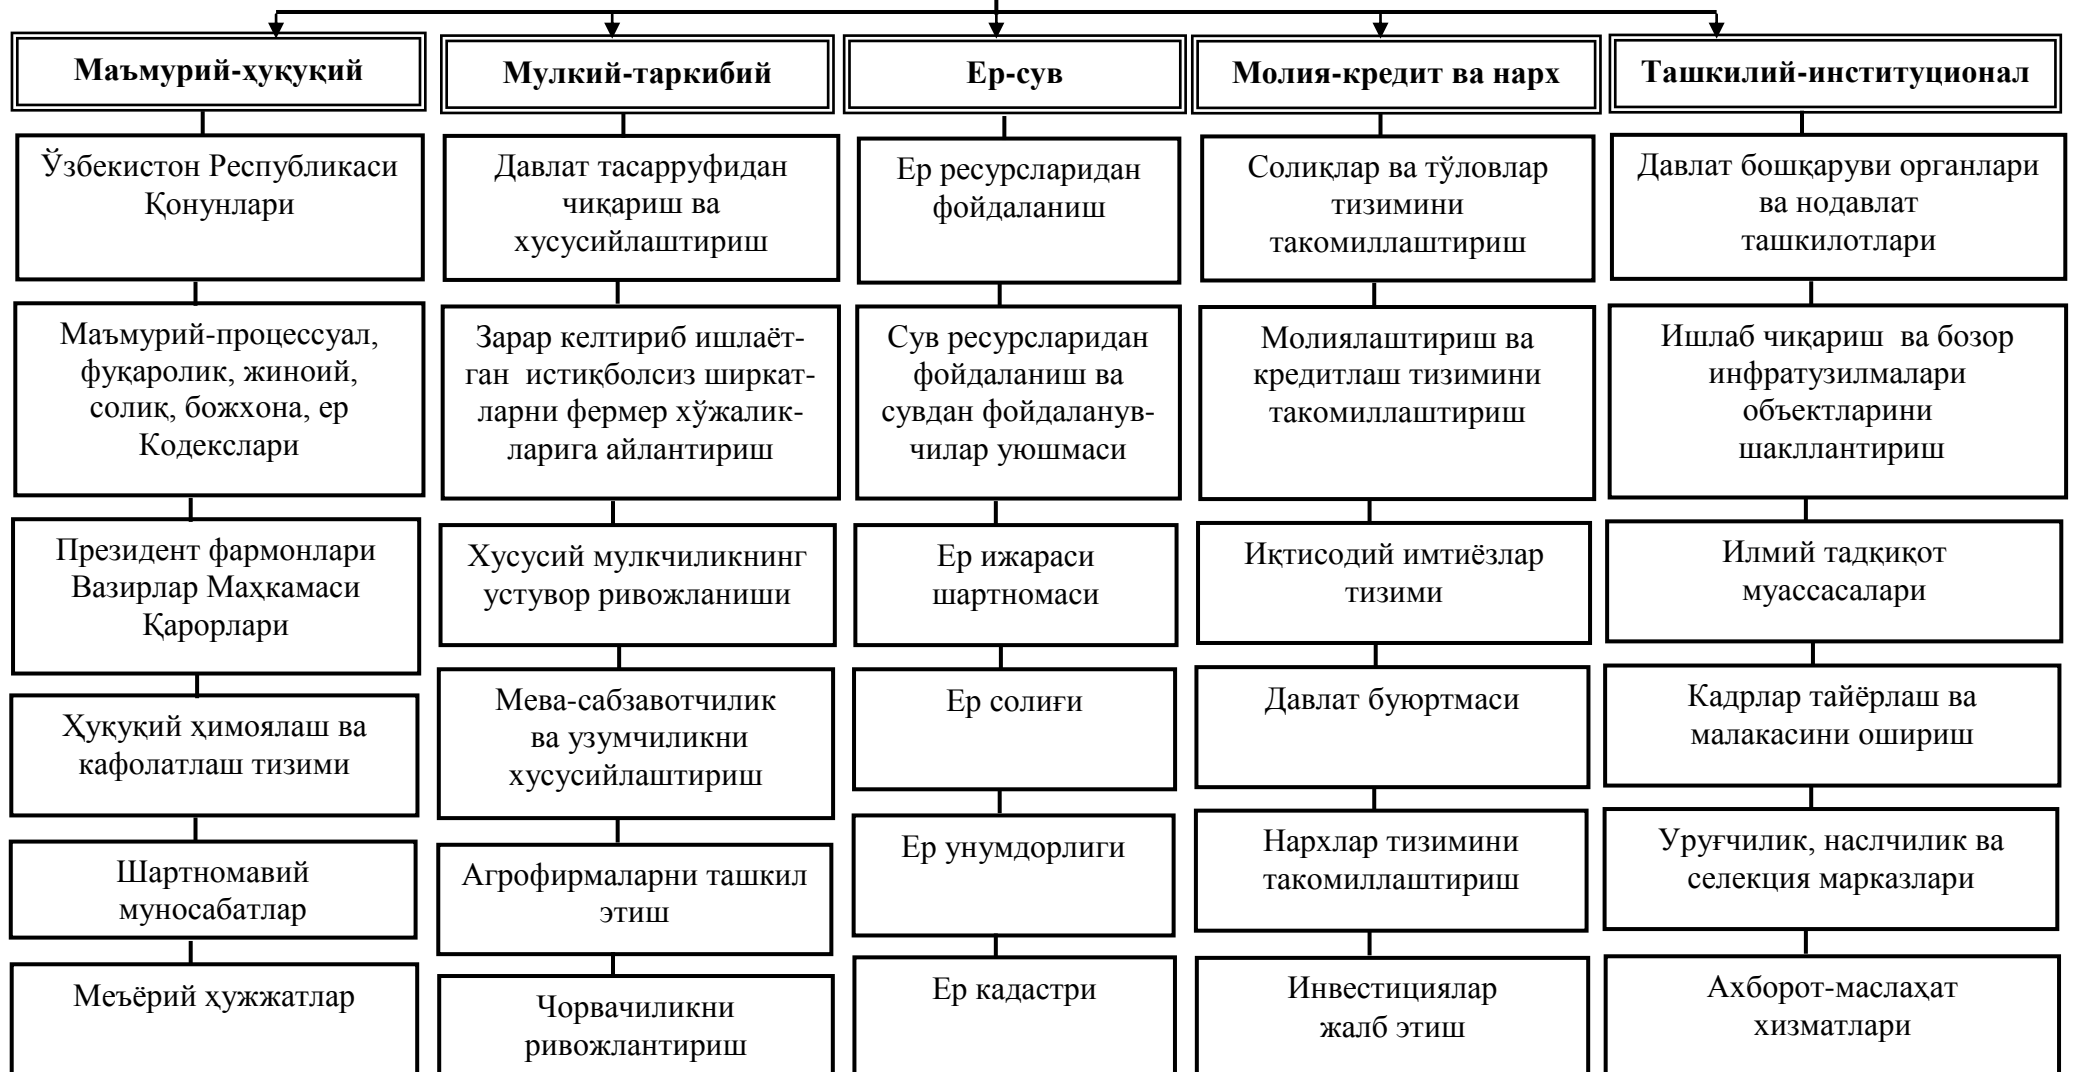 Маъмурий-ҳуқуқий
Ўзбекистон Республикаси
Қонунлари
Маъмурий-процессуал,
фуқаролик, жиноий,
солиқ, божхона, ер
Кодекслари
Президент фармонлари
Вазирлар Маҳкамаси
Қарорлари
Ҳуқуқий ҳимоялаш ва
кафолатлаш тизими
Шартномавий
муносабатлар
Меъёрий ҳужжатлар
Мулкий-таркибий
Давлат тасарруфидан
чиқариш ва
хусусийлаштириш
Зарар келтириб ишлаёт-
ган истиқболсиз ширкат-
ларни фермер хўжалик-
ларига айлантириш
Хусусий мулкчиликнинг
устувор ривожланиши
Мева-сабзавотчилик
ва узумчиликни
хусусийлаштириш
Агрофирмаларни ташкил
этиш
Чорвачиликни
ривожлантириш
Ер-сув
Ер ресурсларидан
фойдаланиш
Сув ресурсларидан
фойдаланиш ва
сувдан фойдаланув-
чилар уюшмаси
Ер ижараси
шартномаси
Ер солиғи
Ер унумдорлиги
Ер кадастри
Молия-кредит ва нарх
Солиқлар ва тўловлар
тизимини
такомиллаштириш
Молиялаштириш ва
кредитлаш тизимини
такомиллаштириш
Иқтисодий имтиёзлар
тизими
Давлат буюртмаси
Нархлар тизимини
такомиллаштириш
Инвестициялар
жалб этиш
Ташкилий-институционал
Давлат бошқаруви органлари
ва нодавлат
ташкилотлари
Ишлаб чиқариш ва бозор
инфратузилмалари
объектларини
шакллантириш
Илмий тадқиқот
муассасалари
Кадрлар тайёрлаш ва
малакасини ошириш
Уруғчилик, наслчилик ва
селекция марказлари
Ахборот-маслаҳат
хизматлари